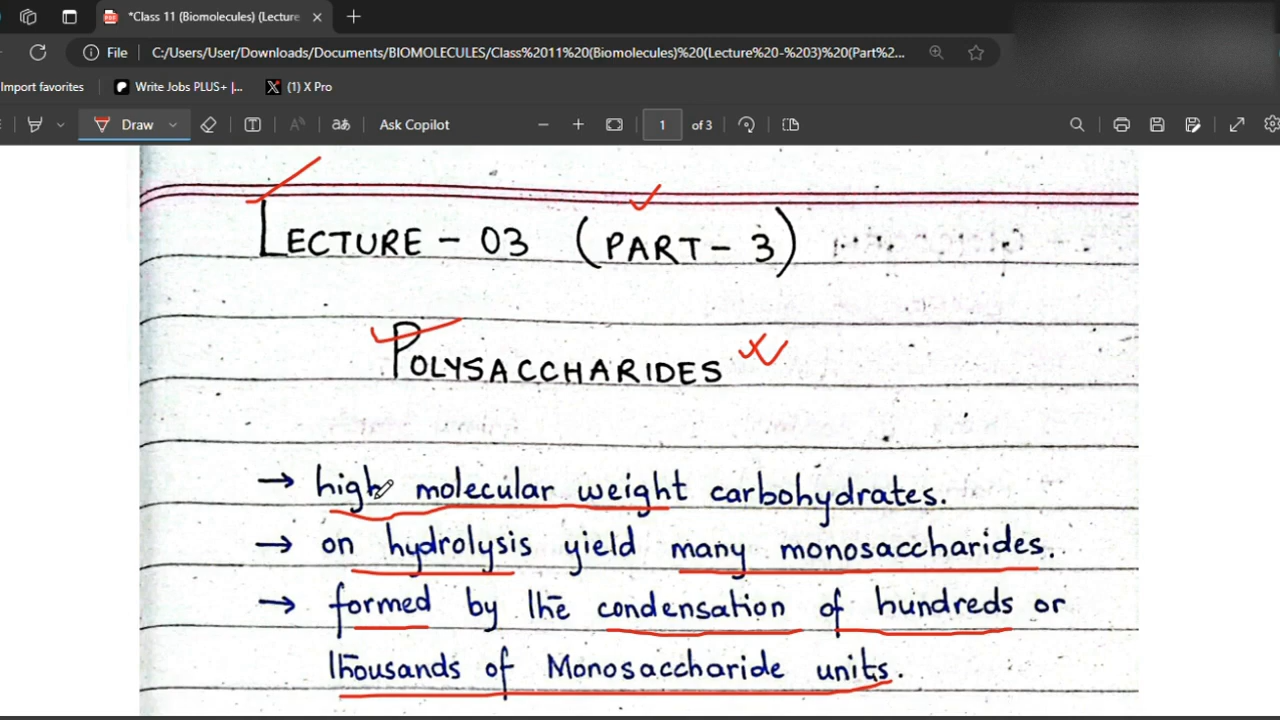 *Class 11 (Biomolecules) (Lecture
File C:/Users/User/Downloads/Documents/BIOMOLECULES/Class%2011%20(Biomolecules)%20(Lecture%20-%203)%20(Part%2...
Import favorites Write Jobs PLUS+ |... (1) X Pro
Draw aあ Ask Copilot 1 of 3
LECTURE - 03 (PART - 3)
POLYSACCHARIDES
→ high molecular weight carbohydrates.
→ on hydrolysis yield many monosaccharides.
→ formed by the condensation of hundreds or
thousands of Monosaccharide units.